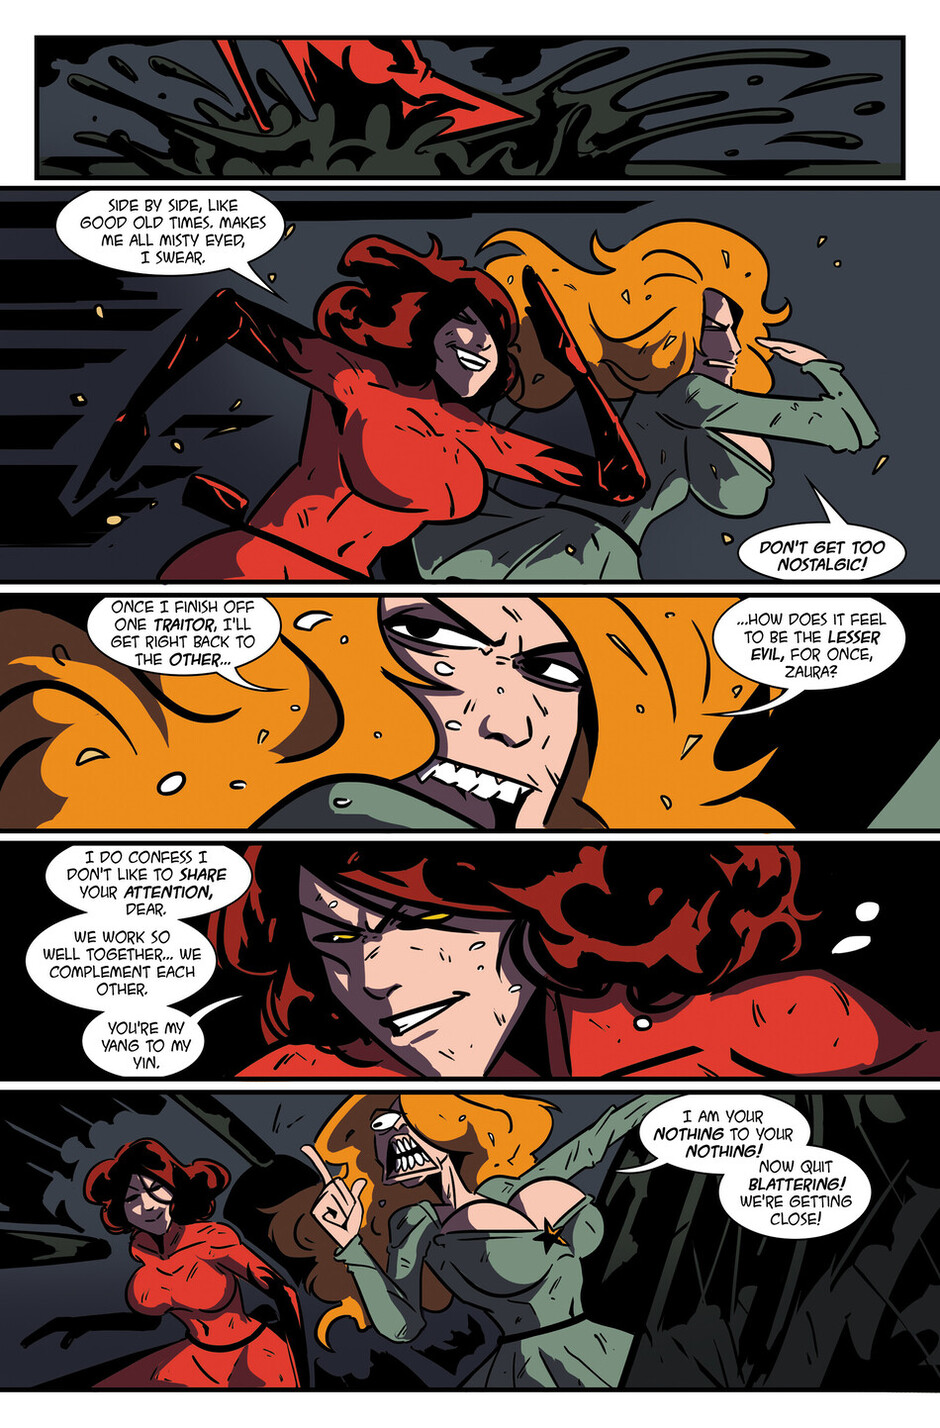 SIDE BY SIDE, LIKE
GOOD OLD TIMES. MAKES
ME ALL MISTY EYED,
I SWEAR.
DON'T GET TOO
NOSTALGIC!
ONCE I FINISH OFF
ONE TRAITOR, I'LL
GET RIGHT BACK TO
THE OTHER...
...HOW DOES IT FEEL
TO BE THE LESSER
EVIL, FOR ONCE,
ZAURA?
I DO CONFESS I
DON'T LIKE TO SHARE
YOUR ATTENTION,
DEAR.
WE WORK SO
WELL TOGETHER... WE
COMPLEMENT EACH
OTHER.
YOU'RE MY
YANG TO MY
YIN.
I AM YOUR
NOTHING TO YOUR
NOTHING!
NOW QUIT
BLATTERING!
WE'RE GETTING
CLOSE!